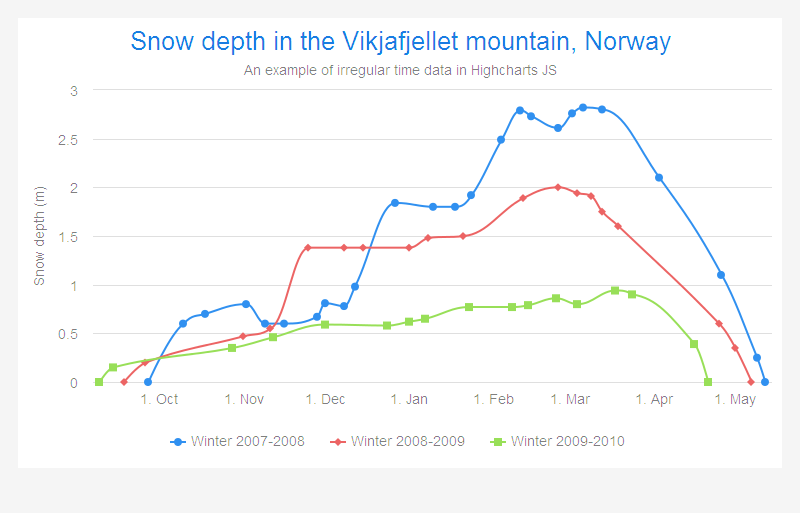 Snow depth in the Vikjafjellet mountain, Norway
An example of irregular time data in Highcharts JS
Snow depth (m)
3
2.5
2
1.5
1
0.5
0
1. Oct 1. Nov 1. Dec 1. Jan 1. Feb 1. Mar 1. Apr 1. May
Winter 2007-2008 Winter 2008-2009 Winter 2009-2010